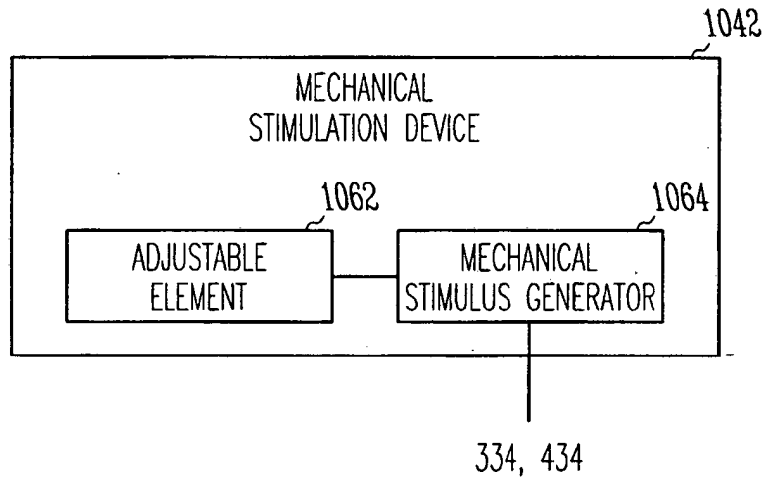 1042
MECHANICAL
STIMULATION DEVICE
1062
1064
ADJUSTABLE
ELEMENT
MECHANICAL
STIMULUS GENERATOR
334, 434